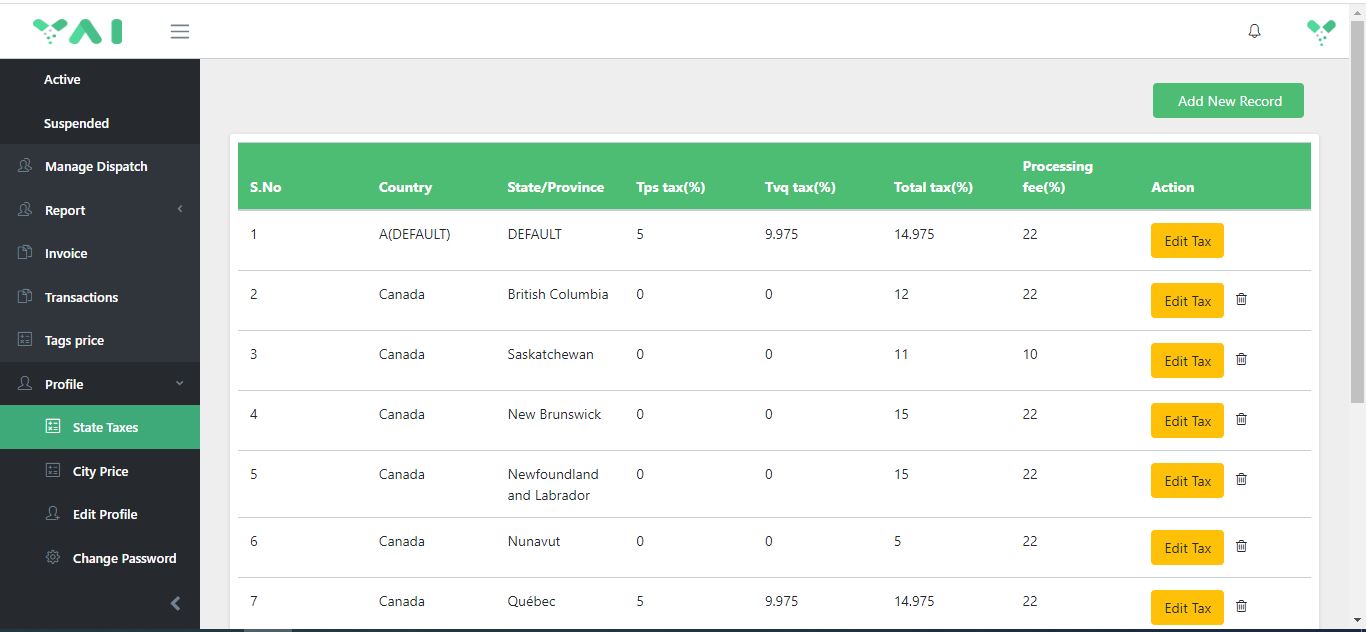 YAI
Active
Suspended
Manage Dispatch
Report
Invoice
Transactions
Tags price
Profile
State Taxes
City Price
Edit Profile
Change Password
Add New Record
S.No Country State/Province Tps tax(%) Tvq tax(%) Total tax(%) Processing fee(%) Action
1 A(DEFAULT) DEFAULT 5 9.975 14.975 22 Edit Tax
2 Canada British Columbia 0 0 12 22 Edit Tax
3 Canada Saskatchewan 0 0 11 10 Edit Tax
4 Canada New Brunswick 0 0 15 22 Edit Tax
5 Canada Newfoundland and Labrador 0 0 15 22 Edit Tax
6 Canada Nunavut 0 0 5 22 Edit Tax
7 Canada Québec 5 9.975 14.975 22 Edit Tax